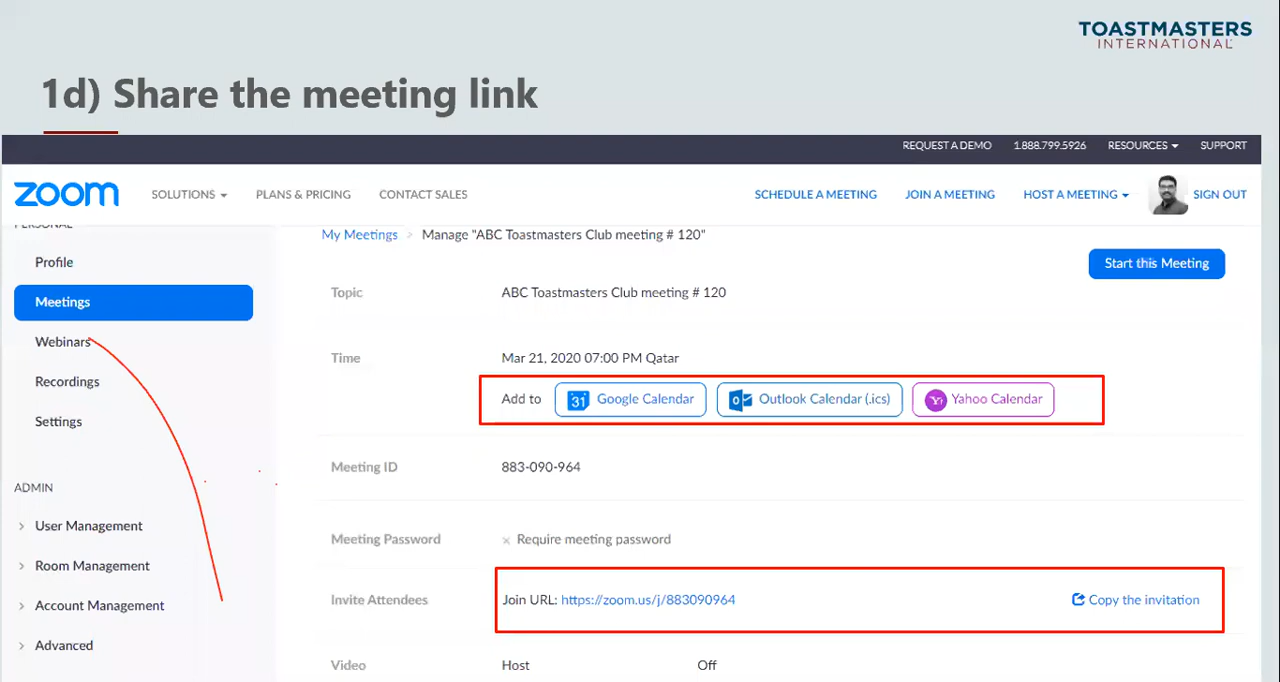 TOASTMASTERS
INTERNATIONAL
1d) Share the meeting link
REQUEST A DEMO 1.888.799.5926 RESOURCES SUPPORT
zoom SOLUTIONS PLANS & PRICING CONTACT SALES SCHEDULE A MEETING JOIN A MEETING HOST A MEETING SIGN OUT
PERSONAL
Profile
Meetings
Webinars
Recordings
Settings
ADMIN
User Management
Room Management
Account Management
Advanced
My Meetings > Manage "ABC Toastmasters Club meeting # 120"
Start this Meeting
Topic ABC Toastmasters Club meeting # 120
Time Mar 21, 2020 07:00 PM Qatar
Add to 31 Google Calendar Outlook Calendar (.ics) Yahoo Calendar
Meeting ID 883-090-964
Meeting Password × Require meeting password
Invite Attendees Join URL: https://zoom.us/j/883090964 Copy the invitation
Video Host Off